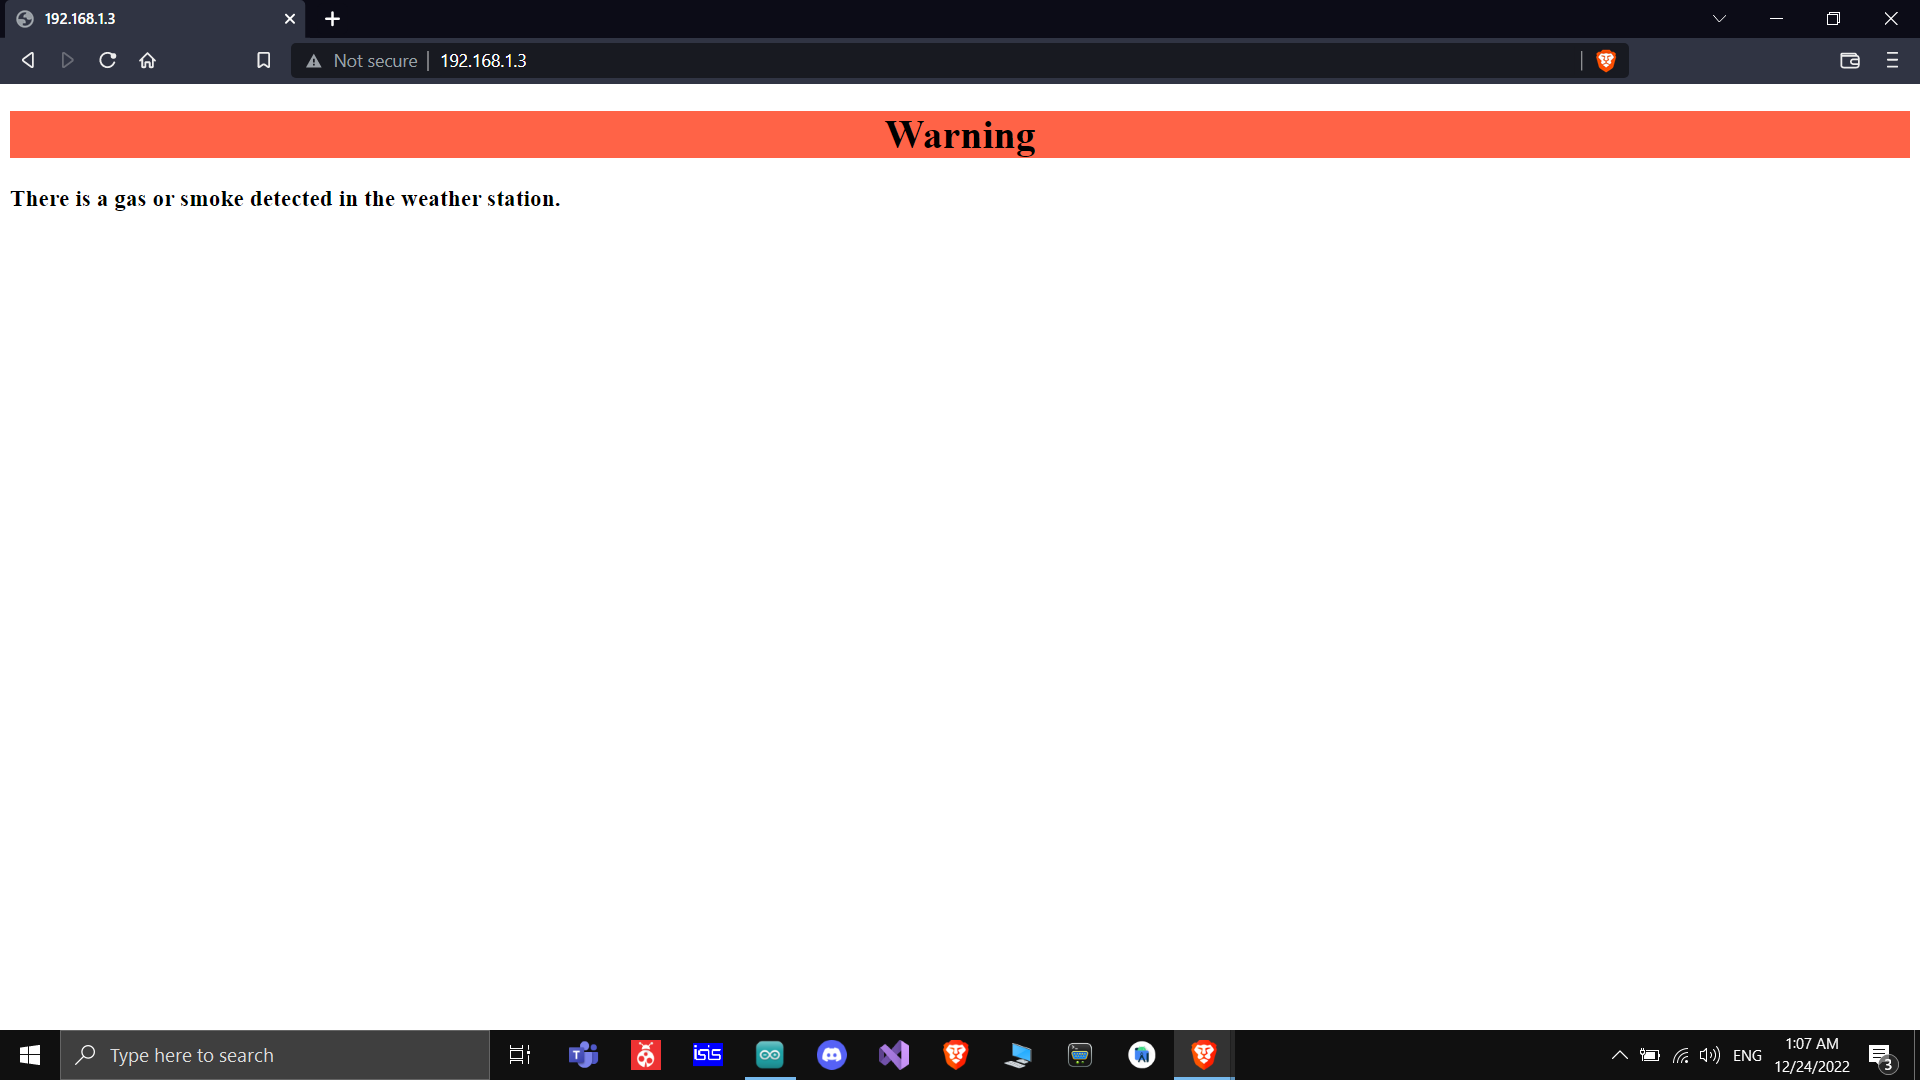 192.168.1.3
Not secure
192.168.1.3
Warning
There is a gas or smoke detected in the weather station.
Type here to search
T
isis
AI
ENG
1:07 AM
12/24/2022
3